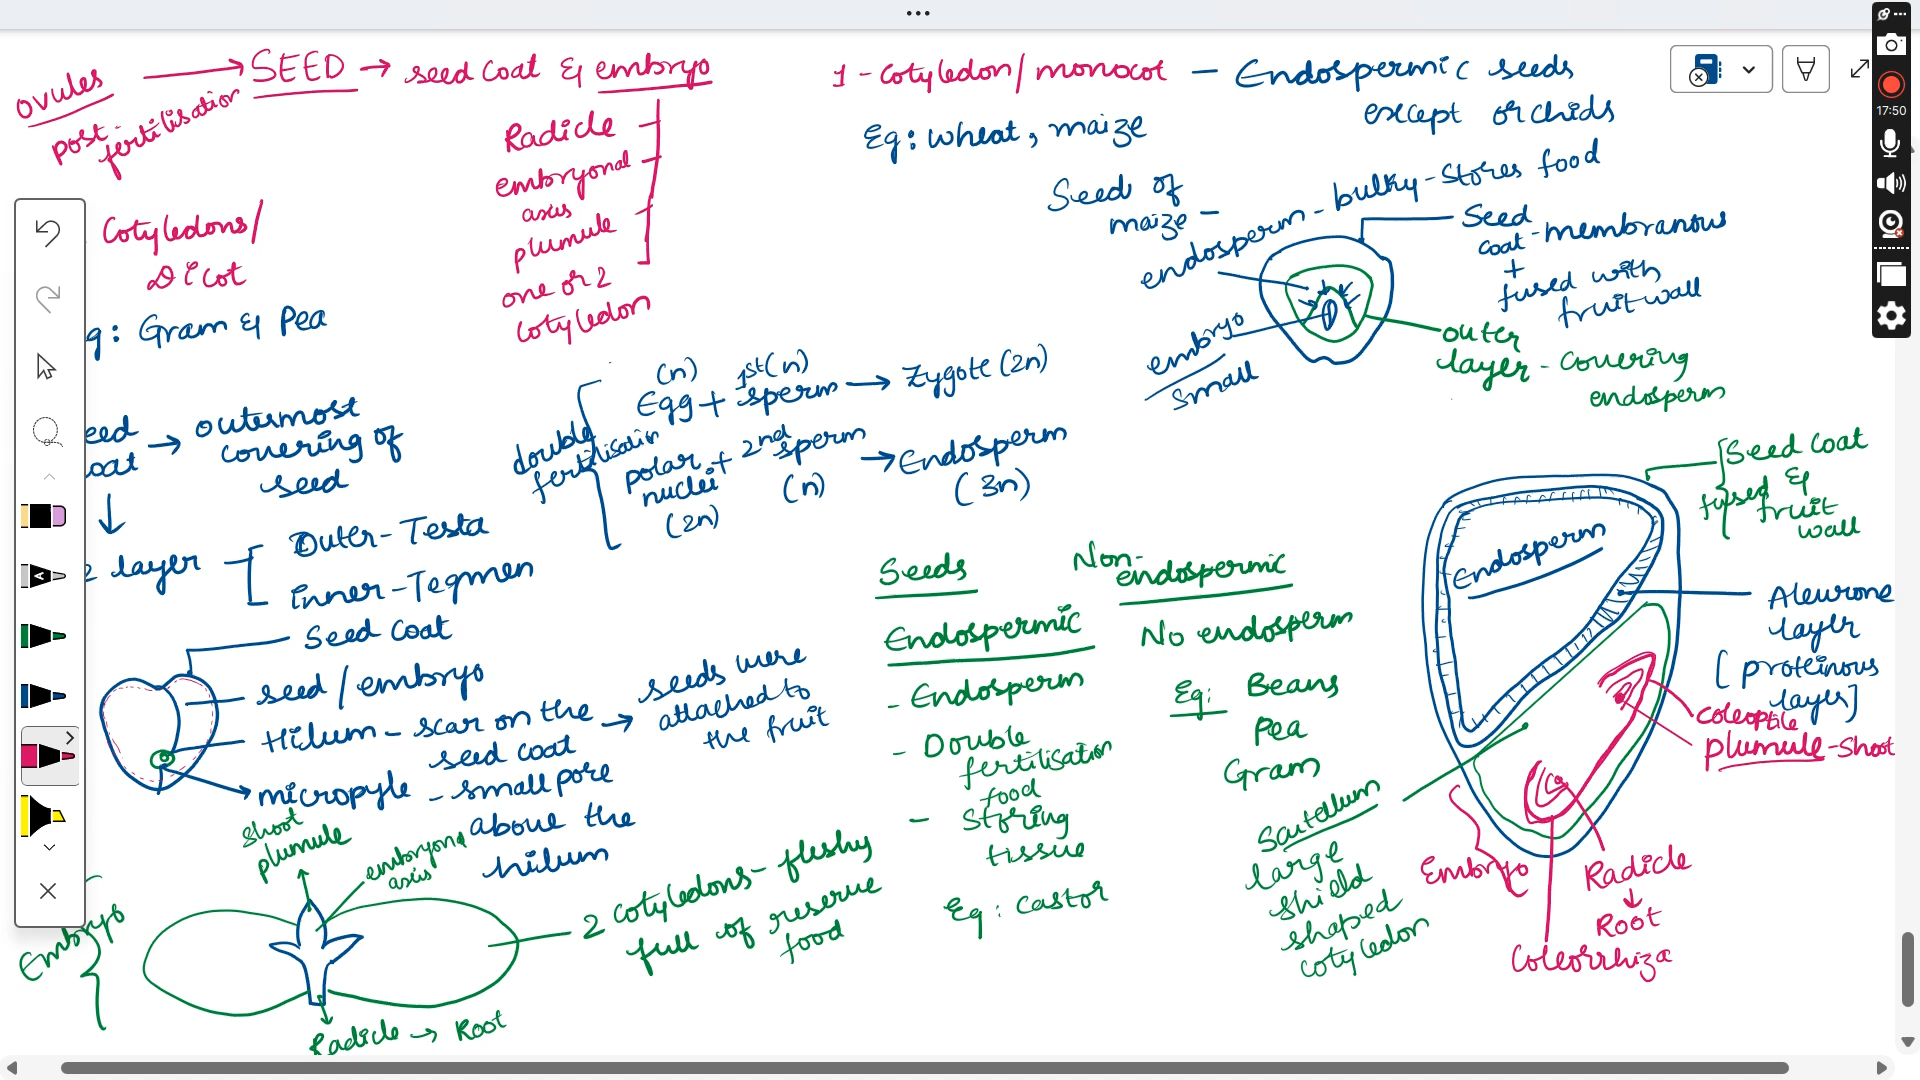 ovules → SEED → seed coat & embryo
post-fertilisation
Radicle
embryonal
axis
plumule
one or 2
cotyledon
Cotyledons/
Dicot
g: Gram & Pea
eed
oat → outermost
covering of
seed
2 layer
Outer-Testa
inner-Tegmen
Seed coat
seed/embryo
Hilum - scar on the
seed coat
→ seeds were
attached to
the fruit
micropyle - small pore
above the
hilum
shoot
plumule
embryona
axis
Embryo
2 cotyledons - fleshy
full of reserve
food
Radicle → Root
double
fertilisation
(n) 1st (n)
Egg + sperm → Zygote (2n)
polar
nuclei + 2nd sperm → Endosperm
(2n) (n) (3n)
1 - cotyledon/monocot - Endospermic seeds
except orchids
Eg: wheat, maize
Seed of
maize -
endosperm - bulky - stores food
Seed
coat - membranous
+
fused with
fruit wall
embryo
small
outer
layer - covering
endosperm
Seeds
Endospermic
- Endosperm
- Double
fertilisation
food
- Storing
tissue
Eg: castor
Non-
endospermic
No endosperm
Eg: Beans
Pea
Gram
Seed coat
fused &
fruit
wall
Endosperm
Aleurone
layer
[proteinous
layer]
coleoptile
plumule - shoot
Scutellum
large
shield
shaped
cotyledon
Embryo
Radicle
↓
Root
Coleorrhiza
17:50